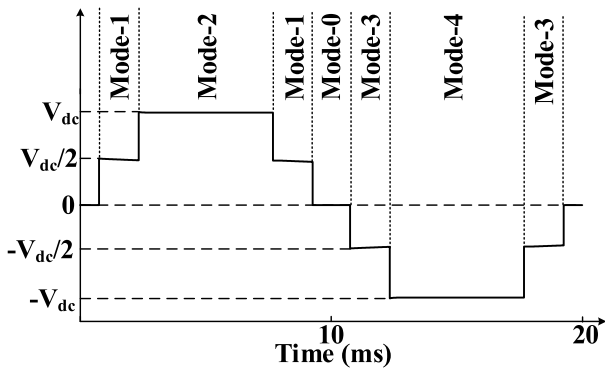 Mode-1
Mode-2
Mode-1
Mode-0
Mode-3
Mode-4
Mode-3
Vdc
Vdc/2
0
-Vdc/2
-Vdc
10
20
Time (ms)